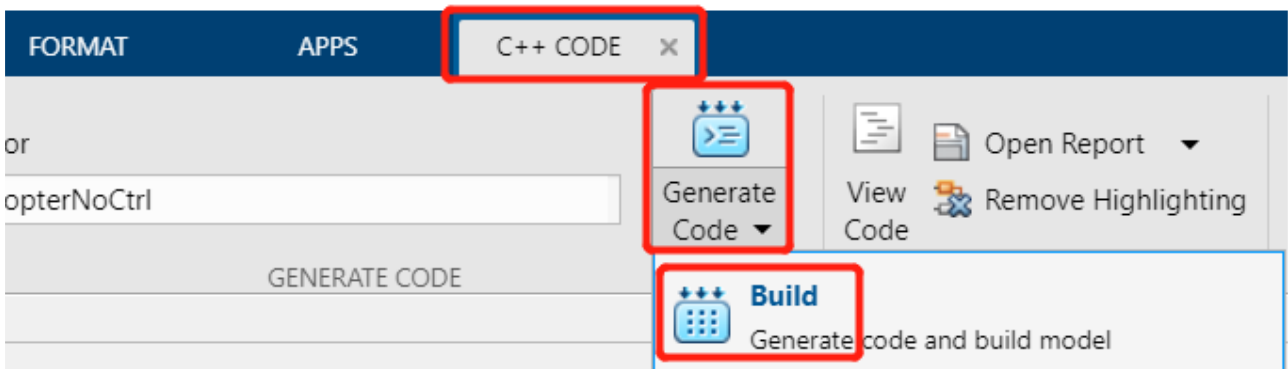 FORMAT APPS C++ CODE
or
opterNoCtrl
Generate
Code
View
Code
Open Report
Remove Highlighting
GENERATE CODE
Build
Generate code and build model